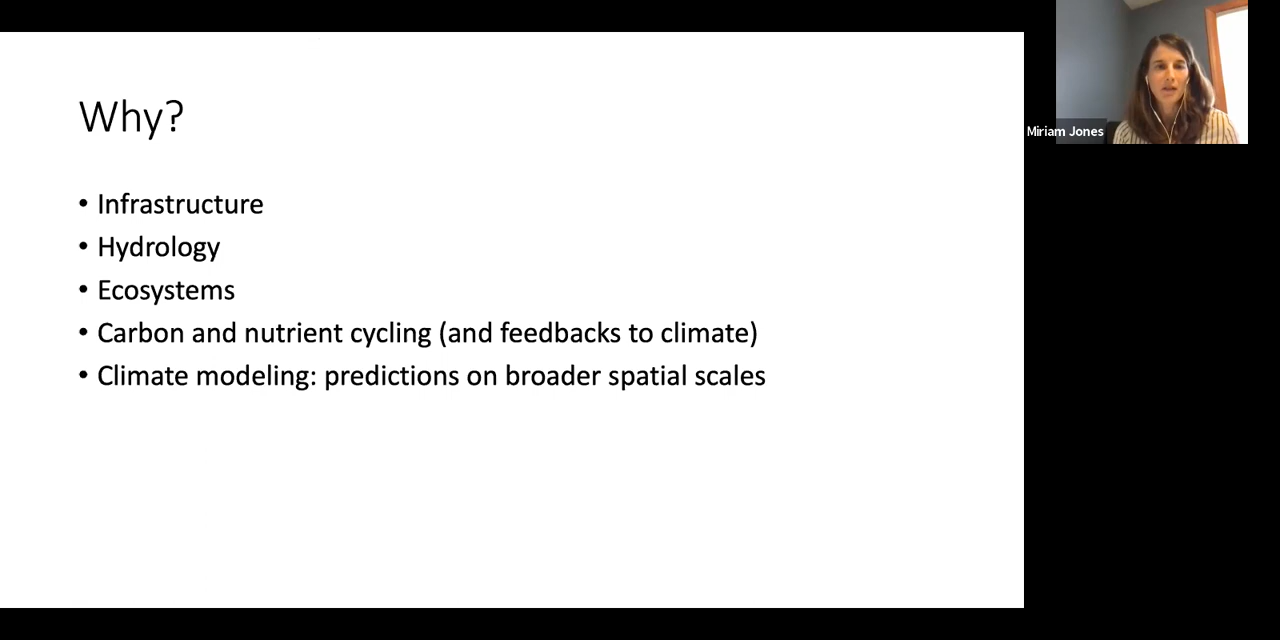 Why?
• Infrastructure
• Hydrology
• Ecosystems
• Carbon and nutrient cycling (and feedbacks to climate)
• Climate modeling: predictions on broader spatial scales
Miriam Jones